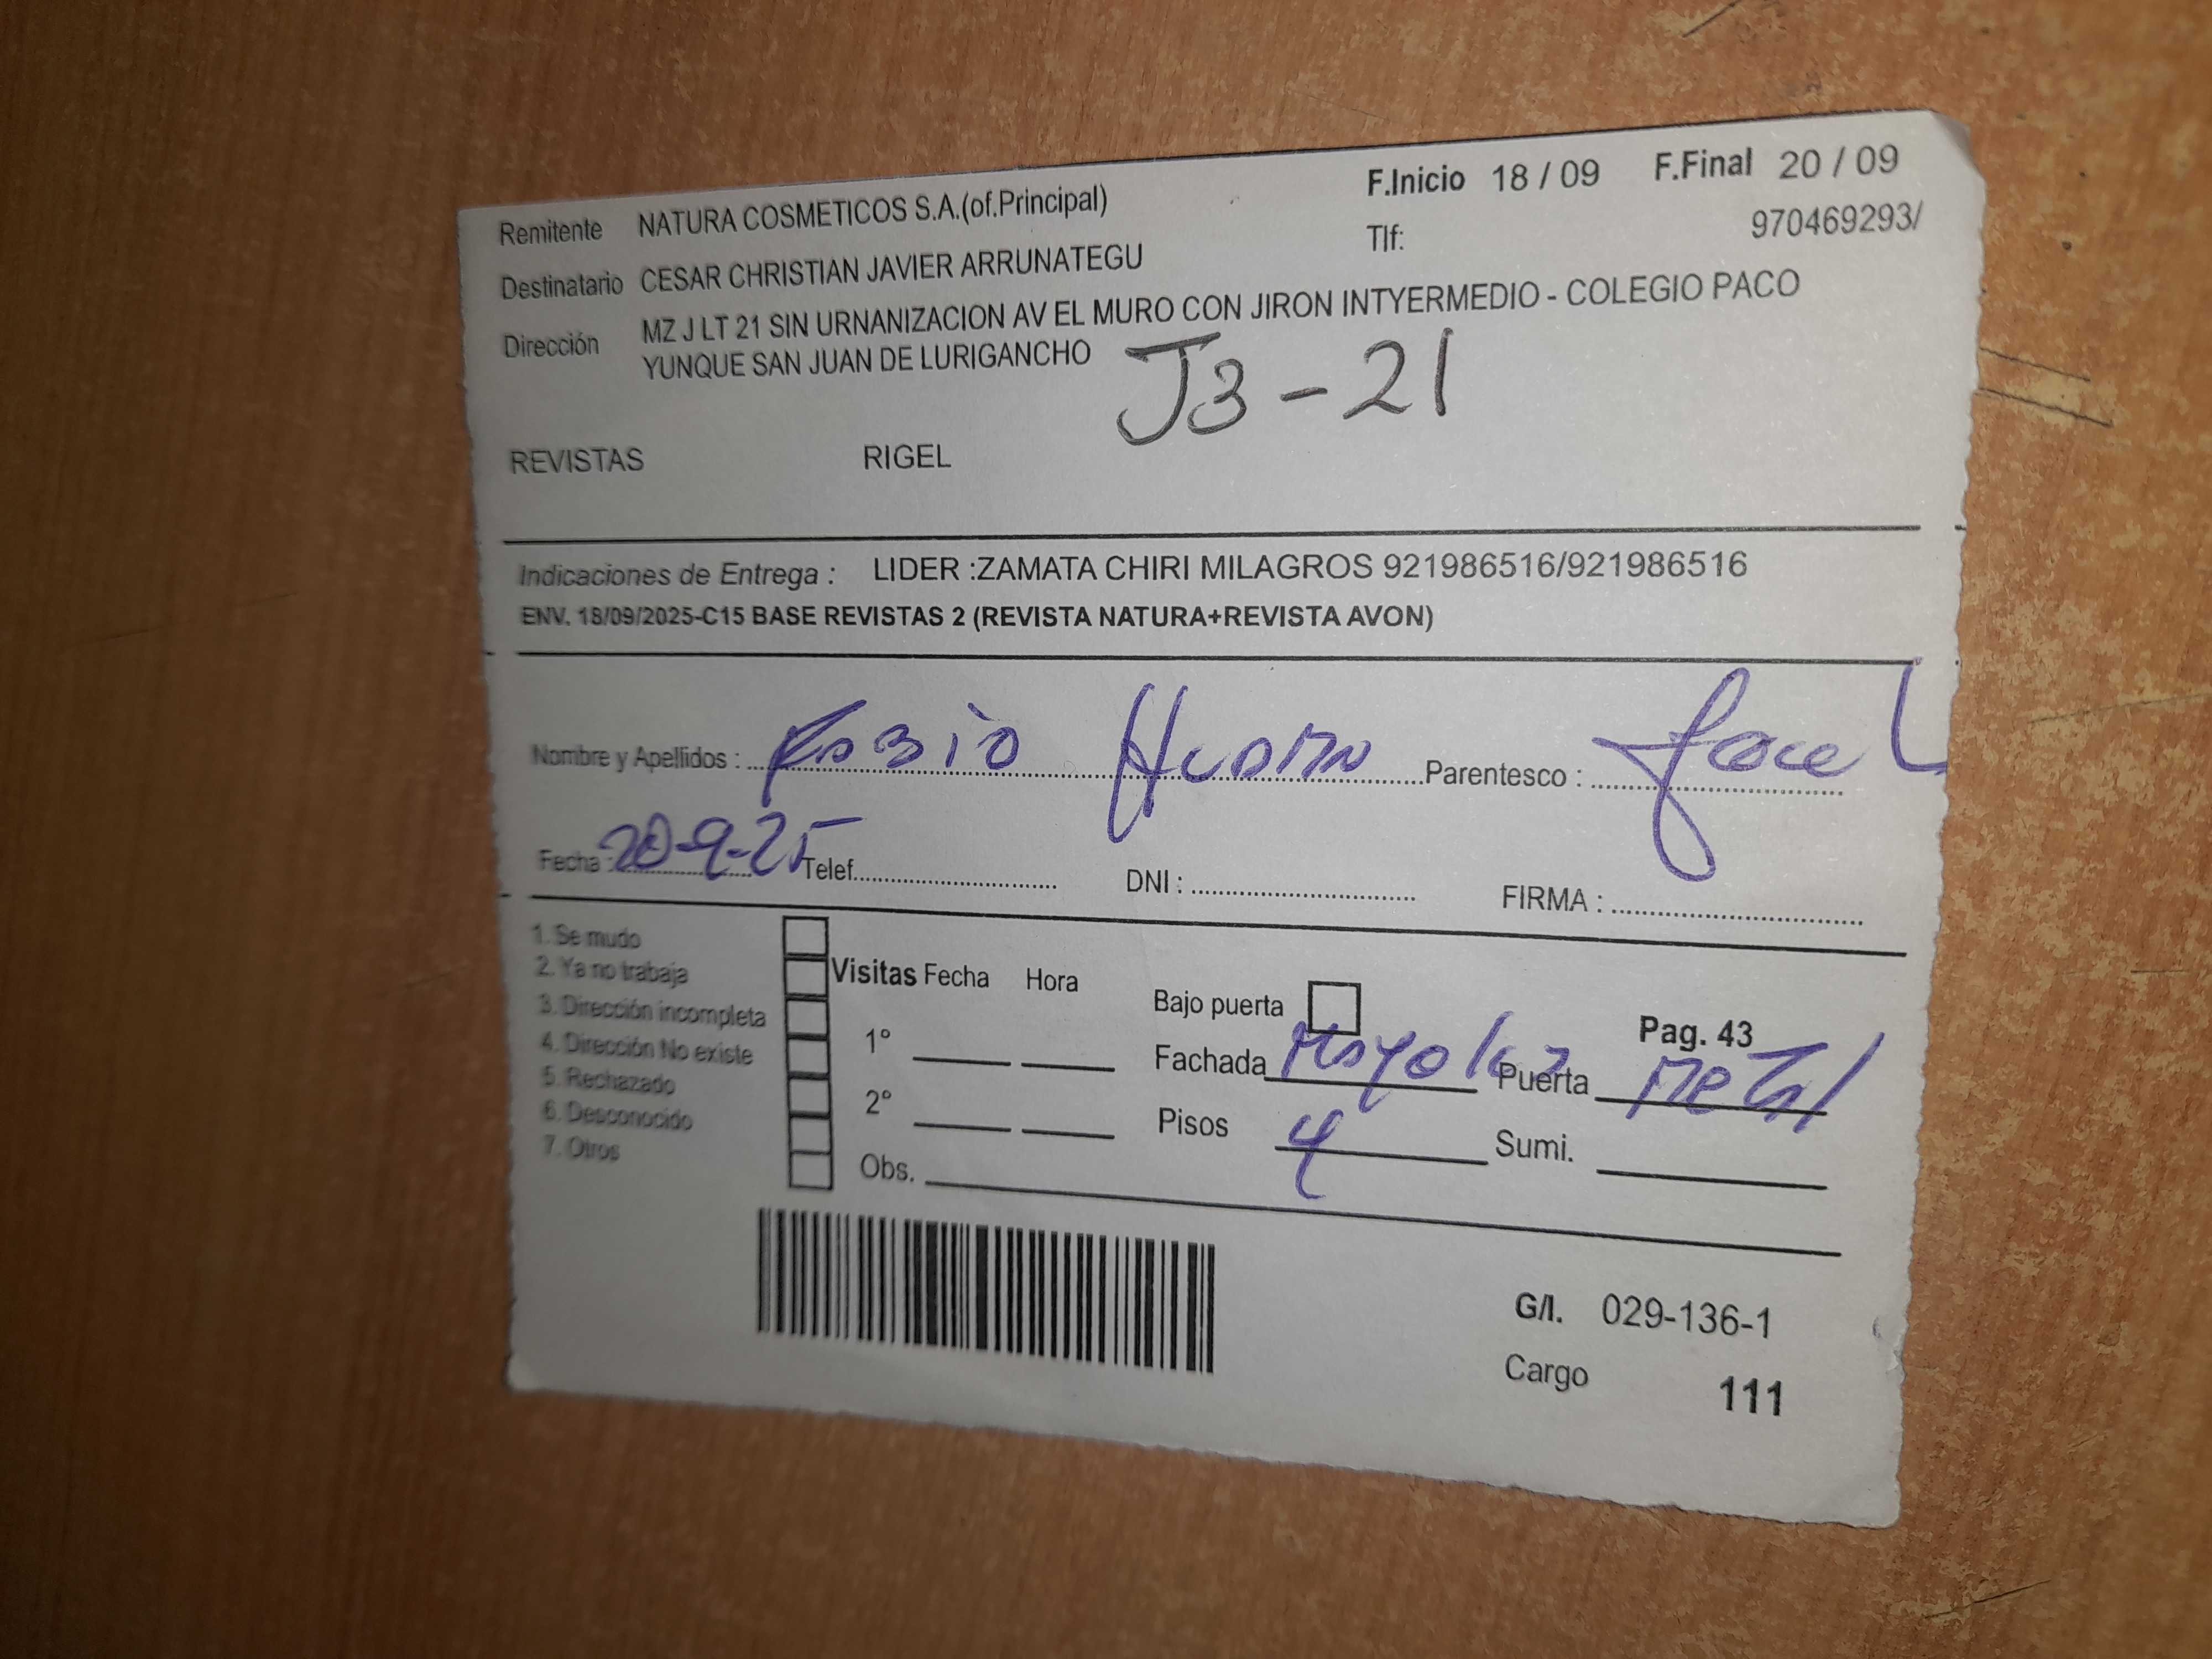 Remitente NATURA COSMETICOS S.A.(of.Principal) F.Inicio 18 / 09 F.Final 20 / 09
Destinatario CESAR CHRISTIAN JAVIER ARRUNATEGU Tlf: 970469293/
Dirección MZ J LT 21 SIN URNANIZACION AV EL MURO CON JIRON INTYERMEDIO - COLEGIO PACO
YUNQUE SAN JUAN DE LURIGANCHO
J3-21
REVISTAS RIGEL
Indicaciones de Entrega : LIDER :ZAMATA CHIRI MILAGROS 921986516/921986516
ENV. 18/09/2025-C15 BASE REVISTAS 2 (REVISTA NATURA+REVISTA AVON)
Nombre y Apellidos : Parentesco :
Fecha : 20-9-25 Telef. DNI : FIRMA :
1. Se mudo
2. Ya no trabaja
3. Dirección incompleta
4. Dirección No existe
5. Rechazado
6. Desconocido
7. Otros
Visitas Fecha Hora
1°
2°
Obs.
Bajo puerta Pag. 43
Fachada Puerta Metal
Pisos 4 Sumi.
G/I. 029-136-1
Cargo 111